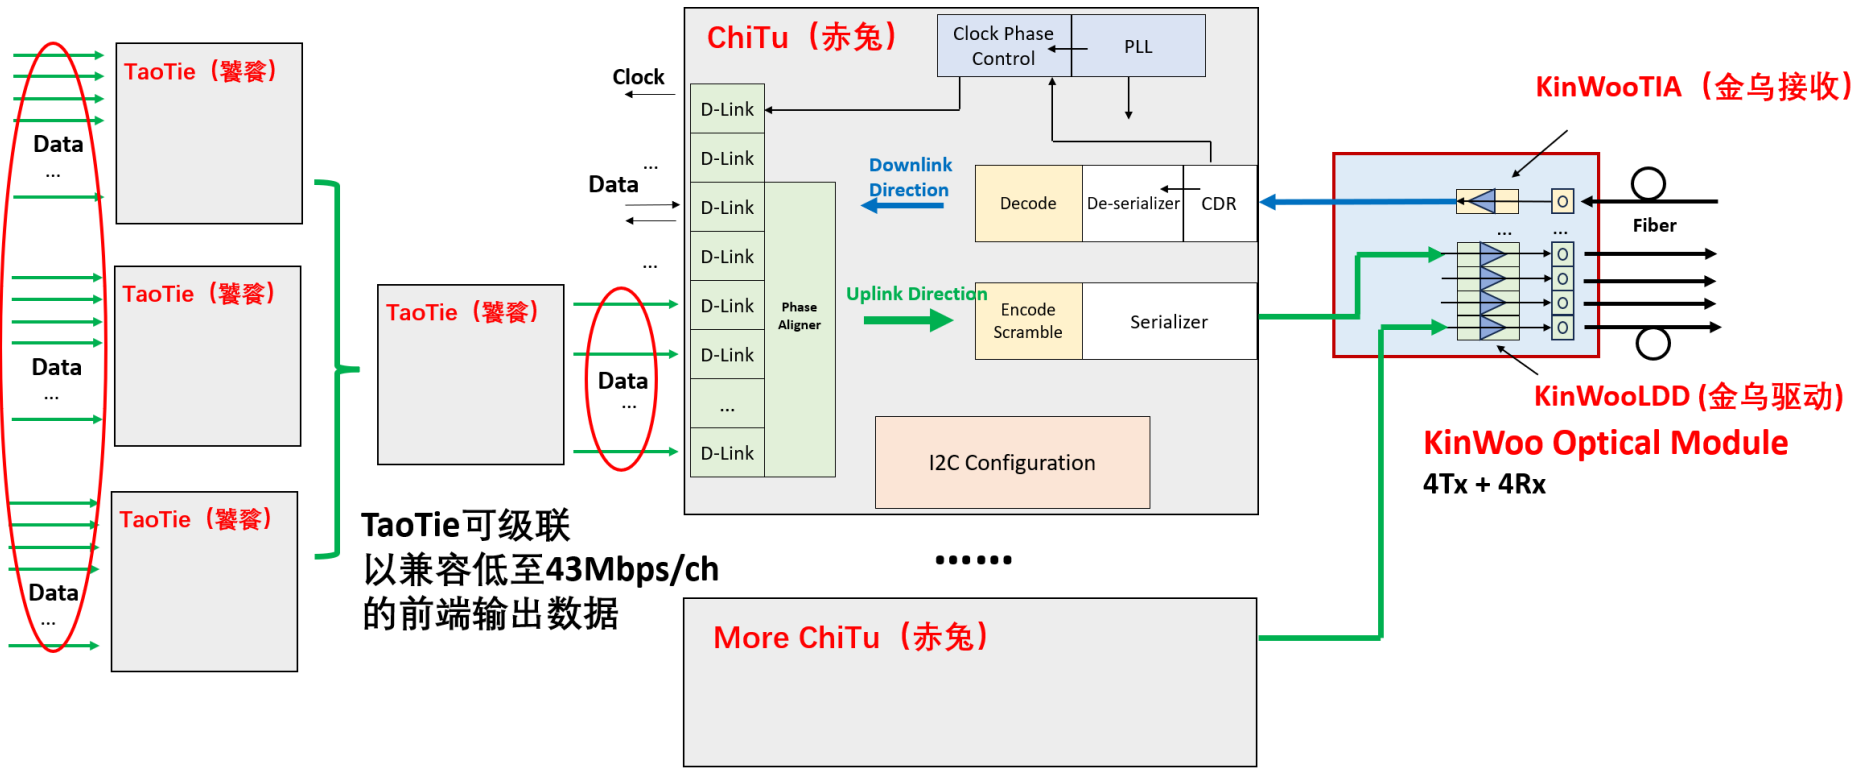 TaoTie（饕餮）
Data
...
TaoTie（饕餮）
Data
...
TaoTie（饕餮）
Data
...
TaoTie（饕餮）
Data
...
TaoTie可级联
以兼容低至43Mbps/ch
的前端输出数据
Clock
...
Data
...
ChiTu（赤兔）
Clock Phase
Control
PLL
D-Link
D-Link
D-Link
D-Link
D-Link
D-Link
...
D-Link
Phase
Aligner
Downlink
Direction
Decode
De-serializer
CDR
Uplink Direction
Encode
Scramble
Serializer
I2C Configuration
......
More ChiTu（赤兔）
KinWooTIA（金乌接收）
O
Fiber
...
...
O
O
O
O
KinWooLDD (金乌驱动)
KinWoo Optical Module
4Tx + 4Rx